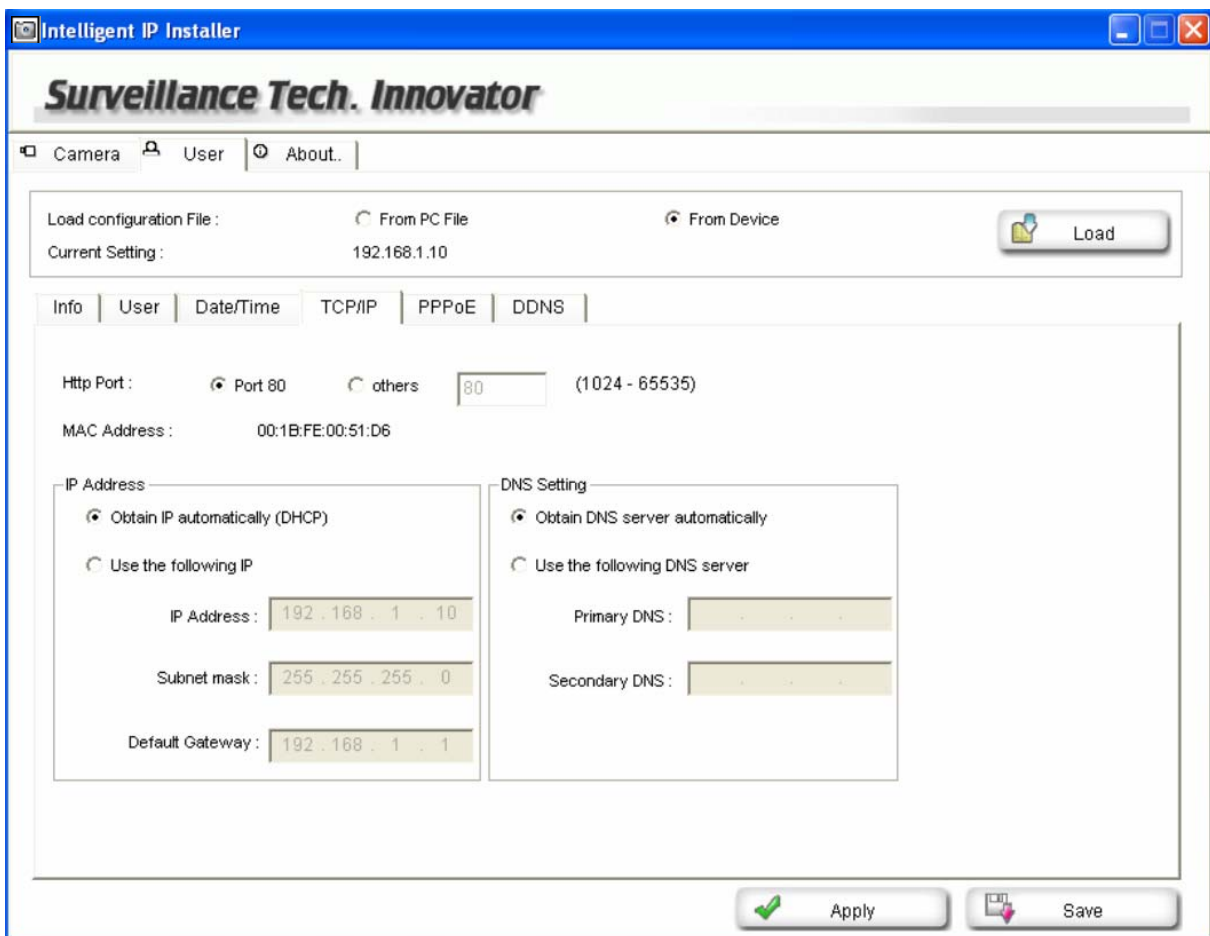 Intelligent IP Installer
Surveillance Tech. Innovator
Camera User About..
Load configuration File : From PC File From Device Load
Current Setting : 192.168.1.10
Info User Date/Time TCP/IP PPPoE DDNS
Http Port : Port 80 others 80 (1024 - 65535)
MAC Address : 00:1B:FE:00:51:D6
IP Address
Obtain IP automatically (DHCP)
Use the following IP
IP Address : 192 . 168 . 1 . 10
Subnet mask : 255 . 255 . 255 . 0
Default Gateway : 192 . 168 . 1 . 1
DNS Setting
Obtain DNS server automatically
Use the following DNS server
Primary DNS : . . .
Secondary DNS : . . .
Apply Save